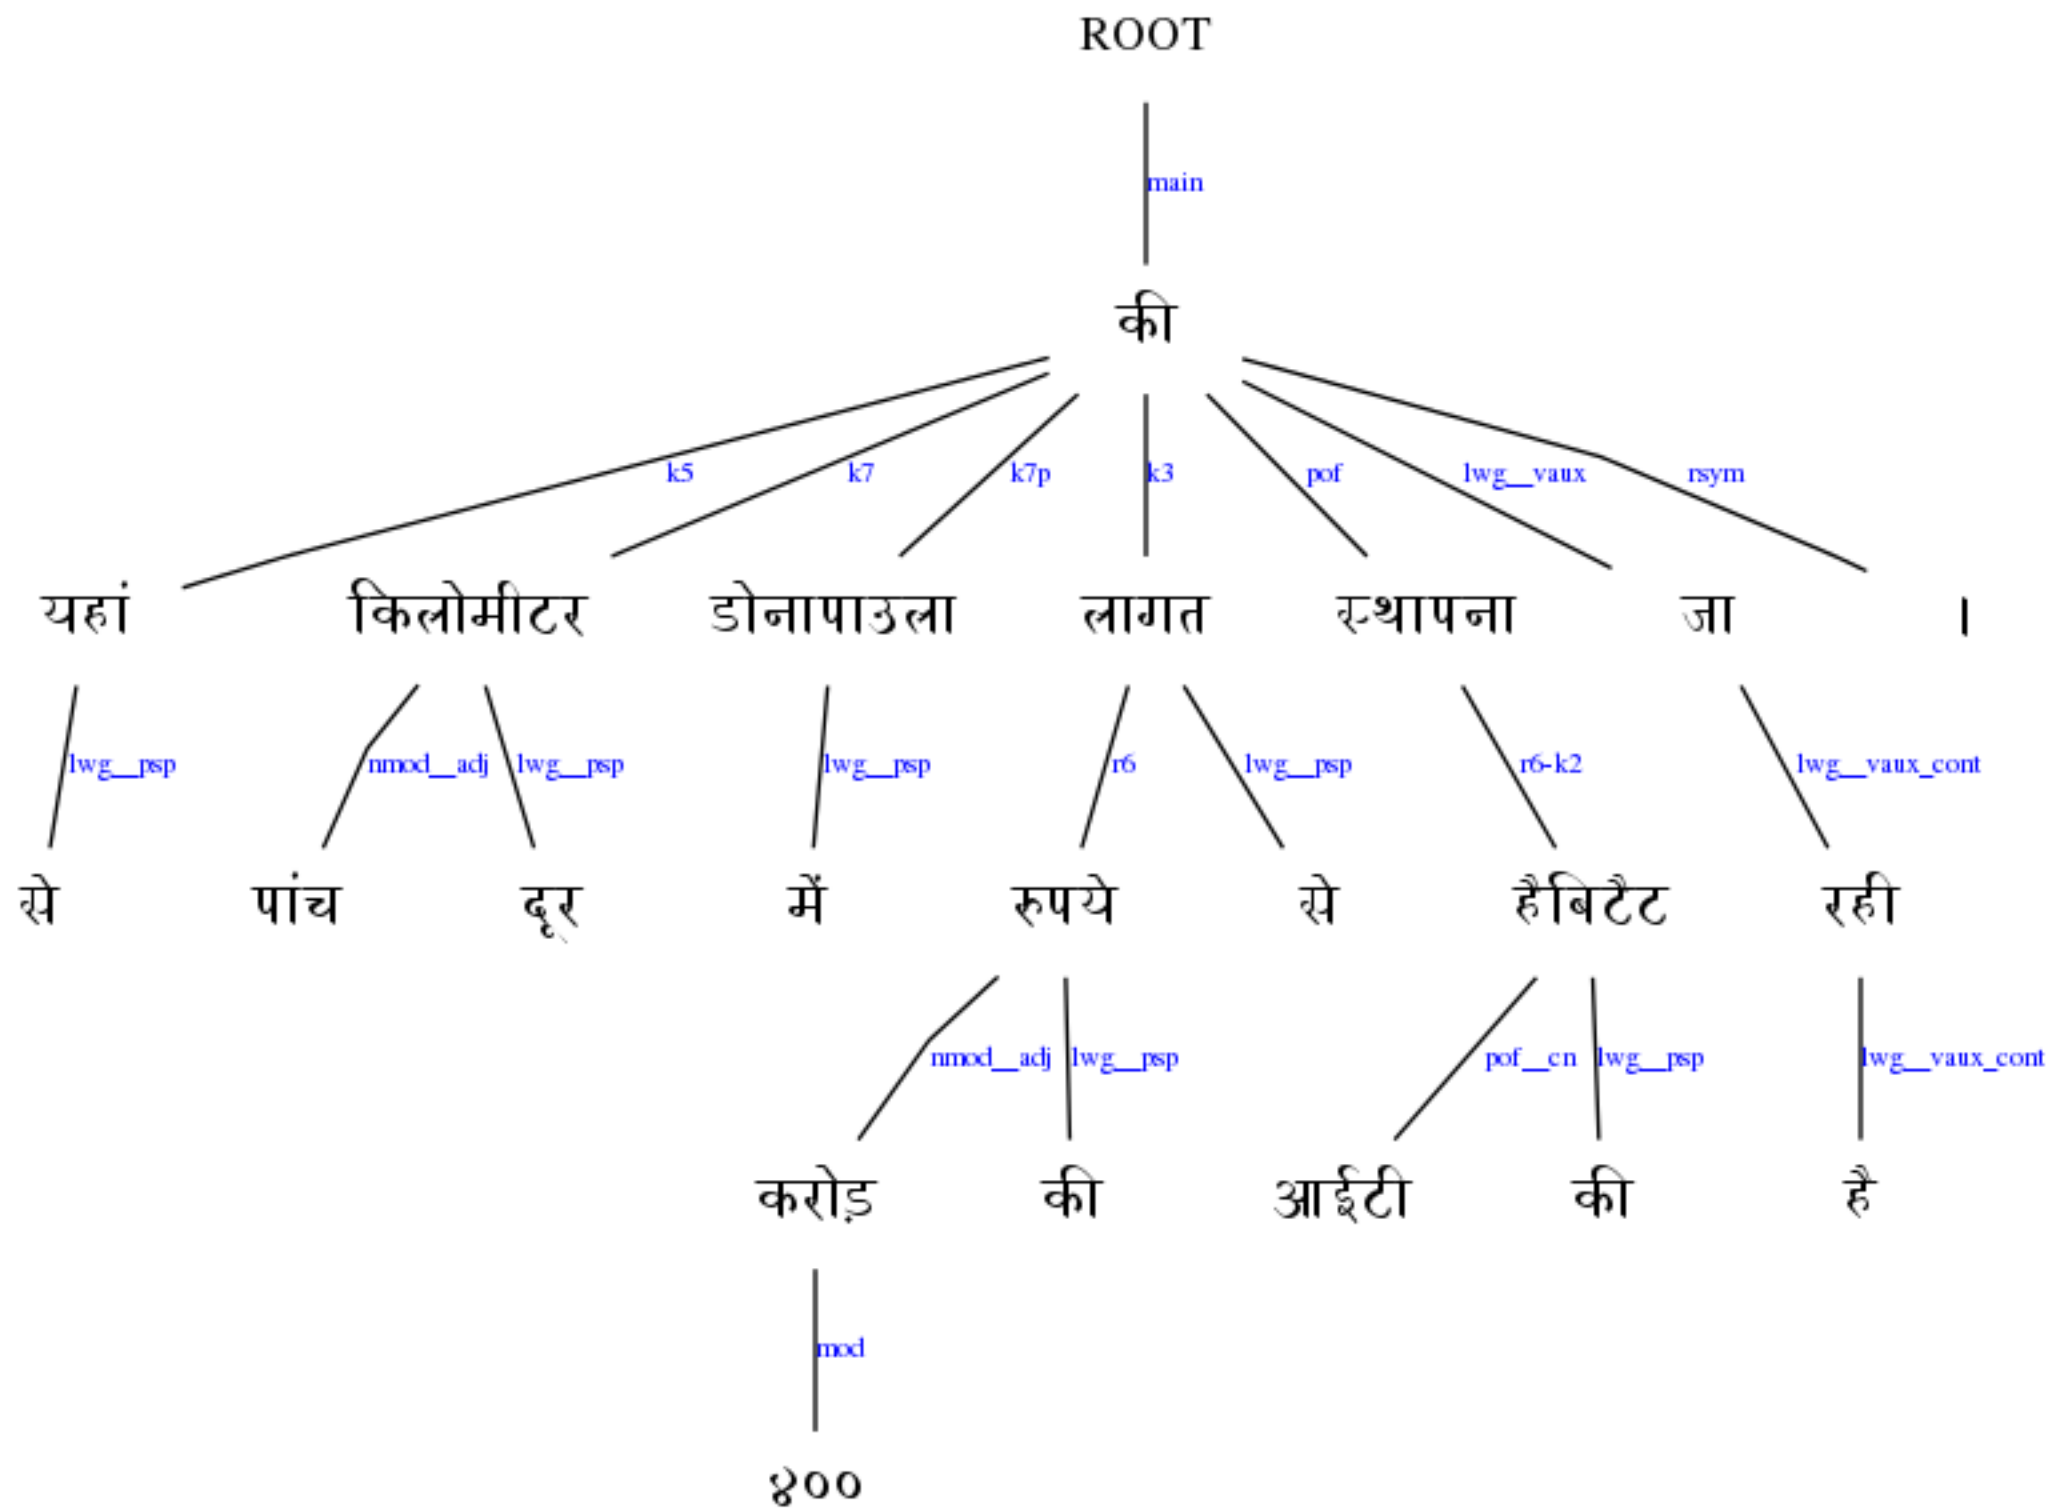 ROOT
main
की
k5 k7 k7p k3 pof lwg__vaux rsym
यहां किलोमीटर डोनापाउला लागत स्थापना जा ।
lwg__psp nmod__adj lwg__psp lwg__psp r6 lwg__psp r6-k2 lwg__vaux_cont
से पांच दूर में रुपये से हैबिटैट रही
nmod__adj lwg__psp pof__cn lwg__psp lwg__vaux_cont
करोड़ की आईटी की है
mod
४००